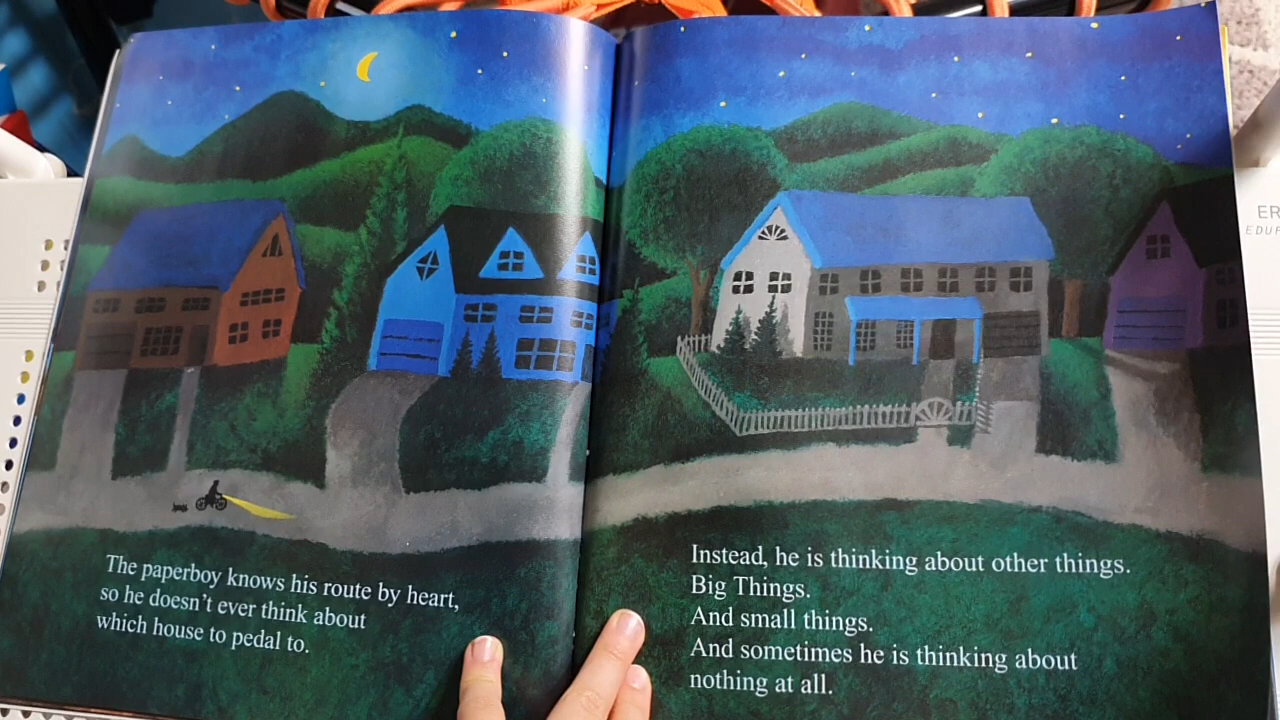 The paperboy knows his route by heart,
so he doesn't ever think about
which house to pedal to.
Instead, he is thinking about other things.
Big Things.
And small things.
And sometimes he is thinking about
nothing at all.